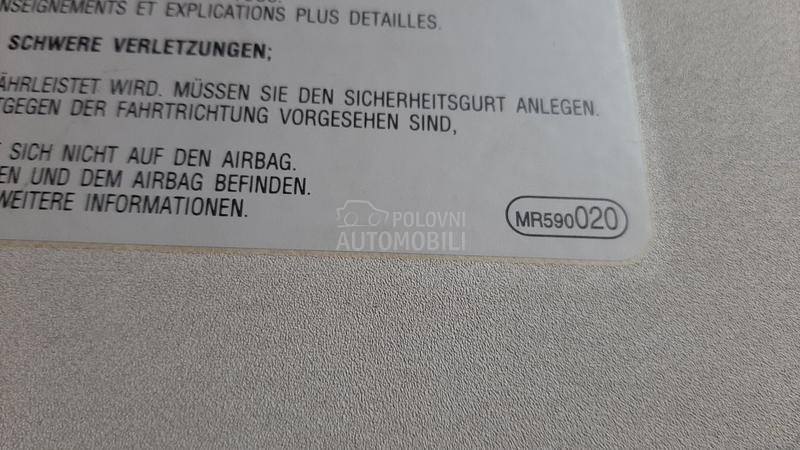 ENSEIGNEMENTS ET EXPLICATIONS PLUS DETAILLES.
SCHWERE VERLETZUNGEN;
ÄHRLEISTET WIRD. MÜSSEN SIE DEN SICHERHEITSGURT ANLEGEN.
TGEGEN DER FAHRTRICHTUNG VORGESEHEN SIND,
SICH NICHT AUF DEN AIRBAG.
EN UND DEM AIRBAG BEFINDEN.
WEITERE INFORMATIONEN.
MR590020
POLOVNI
AUTOMOBILI